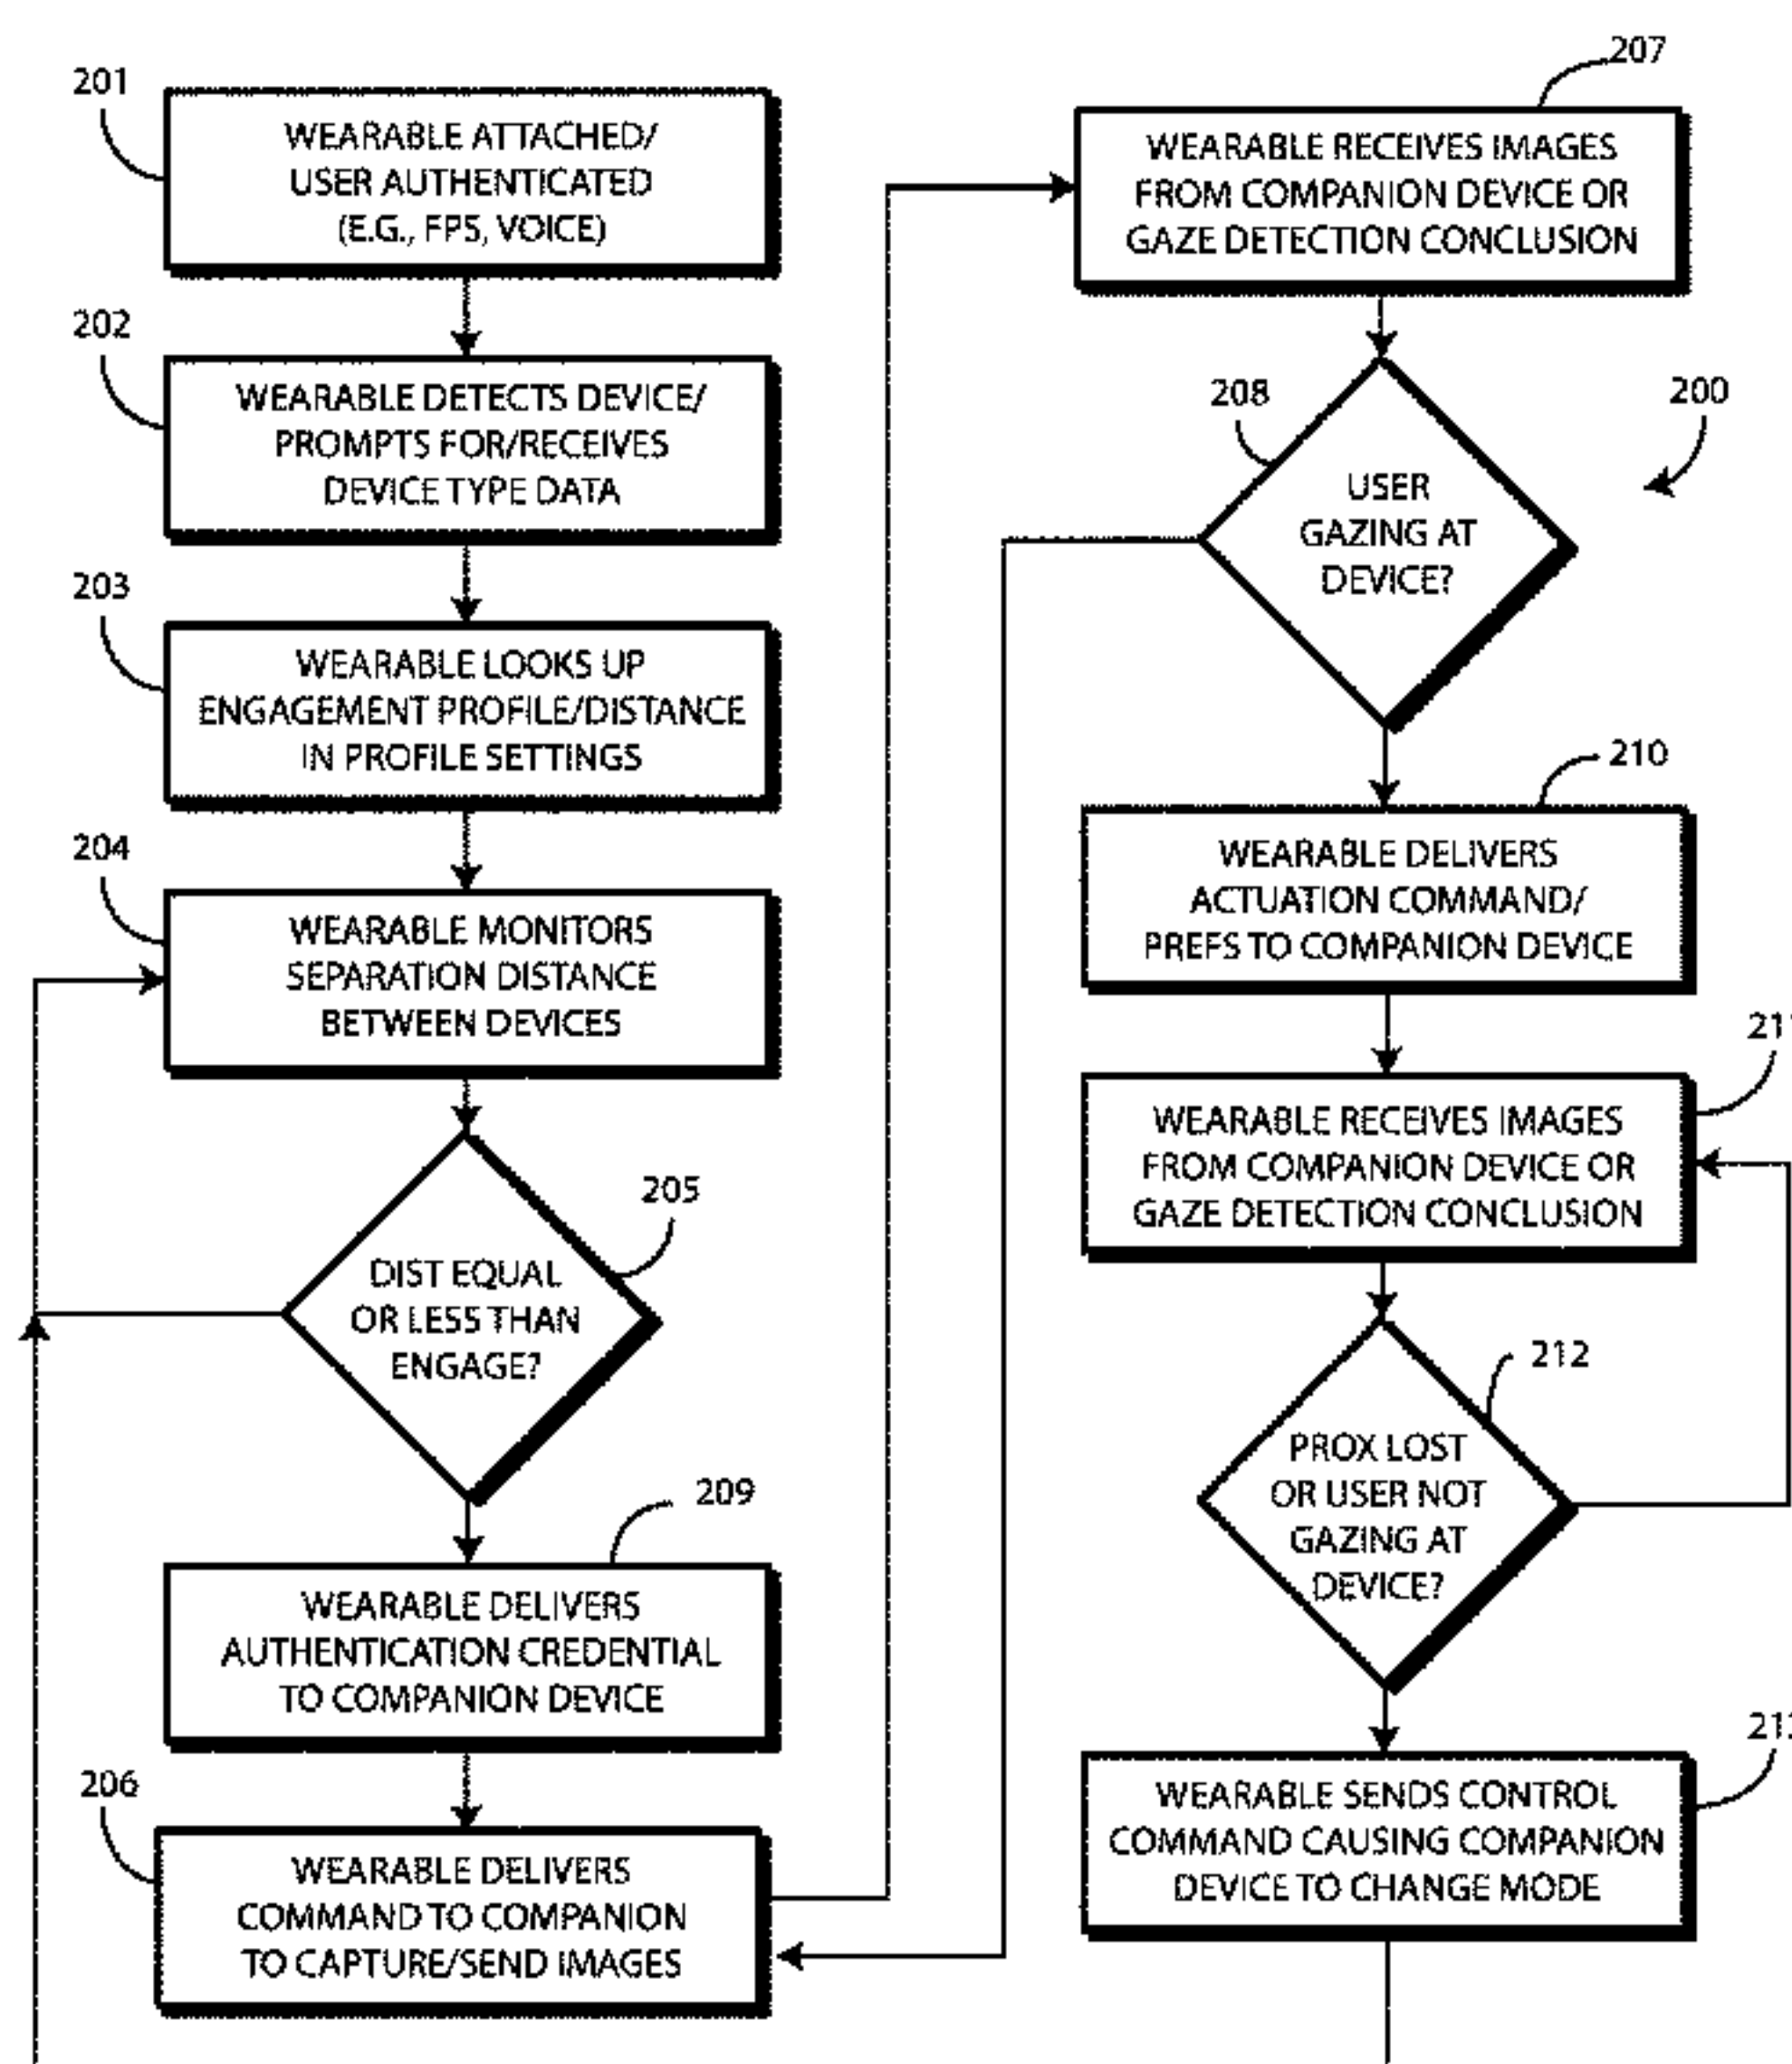 201
WEARABLE ATTACHED/
USER AUTHENTICATED
(E.G., FPS, VOICE)
202
WEARABLE DETECTS DEVICE/
PROMPTS FOR/RECEIVES
DEVICE TYPE DATA
203
WEARABLE LOOKS UP
ENGAGEMENT PROFILE/DISTANCE
IN PROFILE SETTINGS
204
WEARABLE MONITORS
SEPARATION DISTANCE
BETWEEN DEVICES
205
DIST EQUAL
OR LESS THAN
ENGAGE?
209
WEARABLE DELIVERS
AUTHENTICATION CREDENTIAL
TO COMPANION DEVICE
206
WEARABLE DELIVERS
COMMAND TO COMPANION
TO CAPTURE/SEND IMAGES
207
WEARABLE RECEIVES IMAGES
FROM COMPANION DEVICE OR
GAZE DETECTION CONCLUSION
208
200
USER
GAZING AT
DEVICE?
210
WEARABLE DELIVERS
ACTUATION COMMAND/
PREFS TO COMPANION DEVICE
WEARABLE RECEIVES IMAGES
FROM COMPANION DEVICE OR
GAZE DETECTION CONCLUSION
212
PROX LOST
OR USER NOT
GAZING AT
DEVICE?
WEARABLE SENDS CONTROL
COMMAND CAUSING COMPANION
DEVICE TO CHANGE MODE